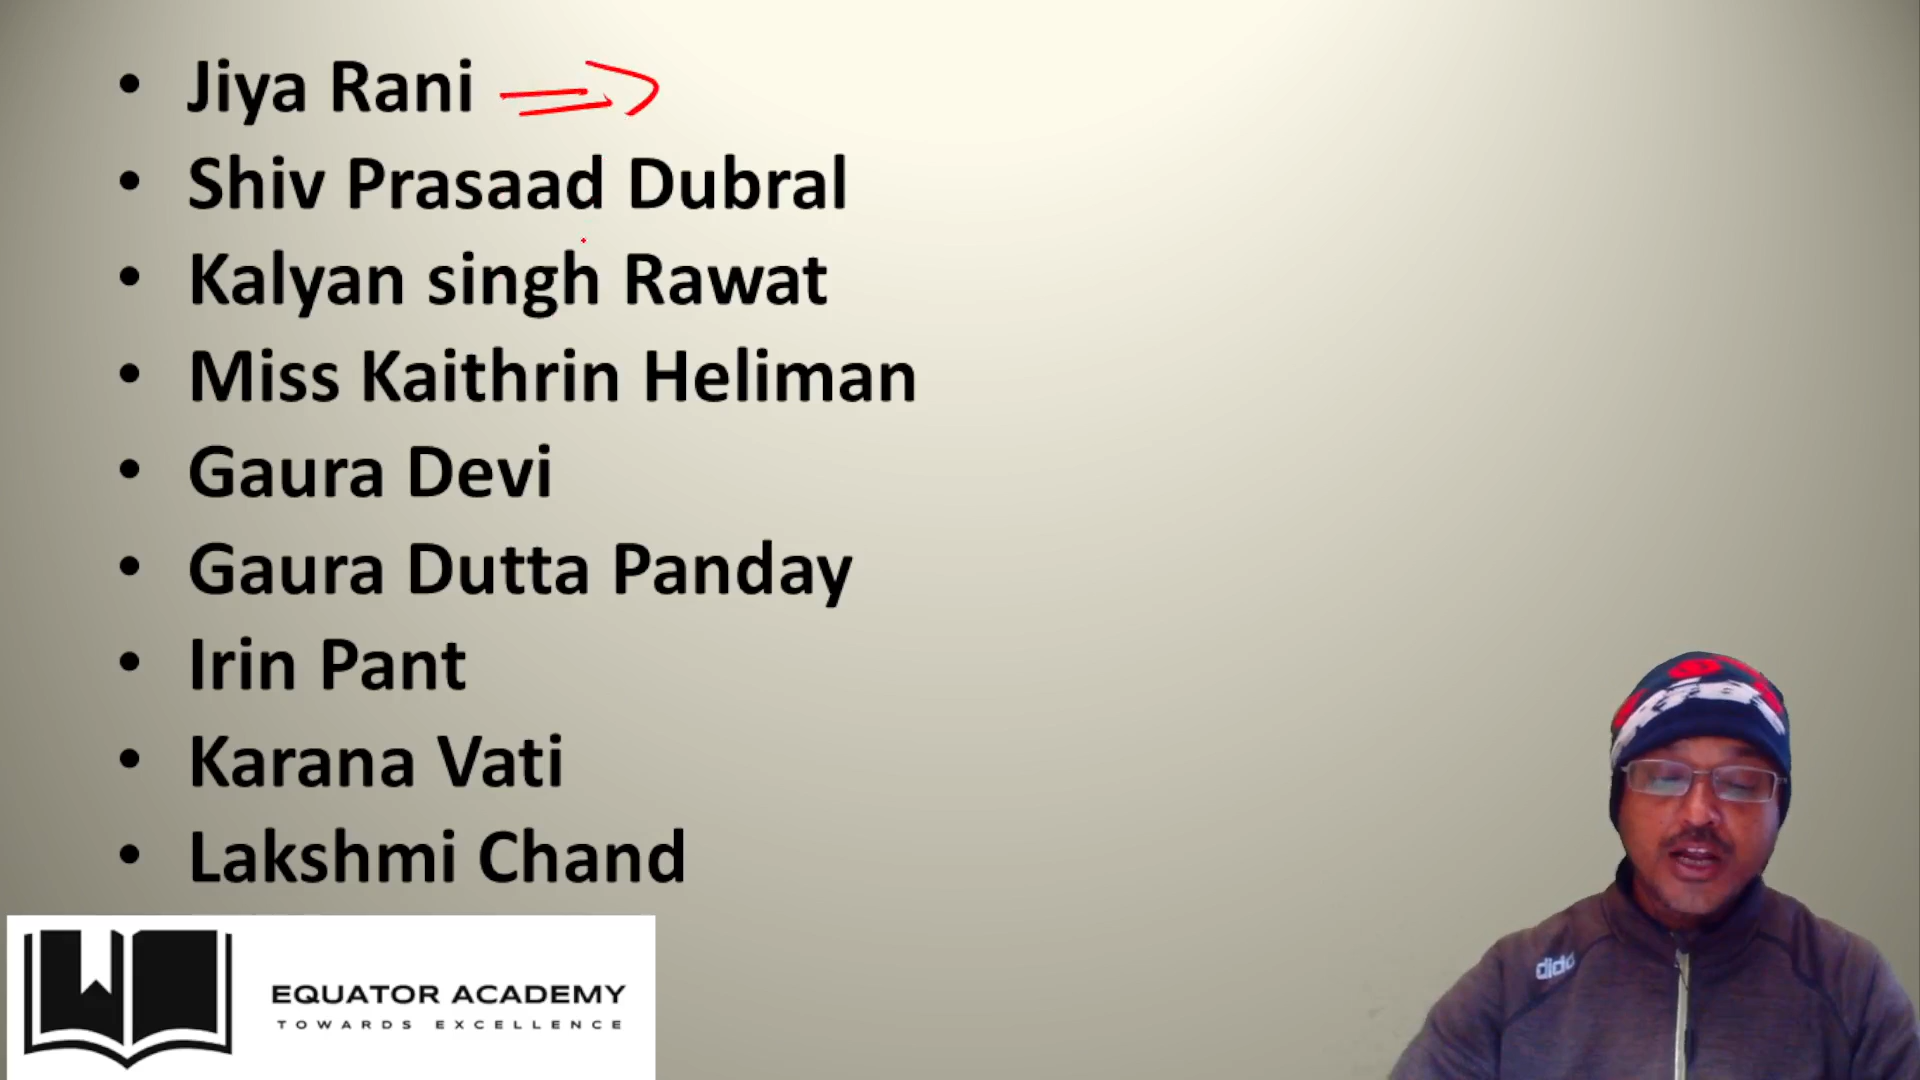 Jiya Rani
Shiv Prasaad Dubral
Kalyan singh Rawat
Miss Kaithrin Heliman
Gaura Devi
Gaura Dutta Panday
Irin Pant
Karana Vati
Lakshmi Chand
EQUATOR ACADEMY
TOWARDS EXCELLENCE